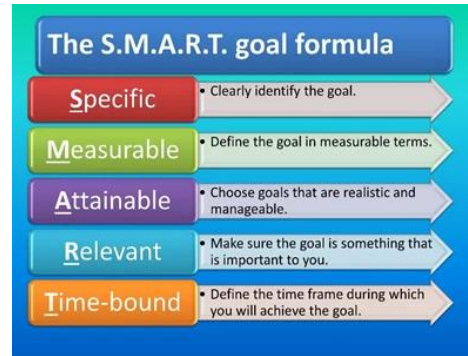 The S.M.A.R.T. goal formula
Specific
• Clearly identify the goal.
Measurable
• Define the goal in measurable terms.
Attainable
• Choose goals that are realistic and
manageable.
Relevant
• Make sure the goal is something that
is important to you.
Time-bound
• Define the time frame during which
you will achieve the goal.